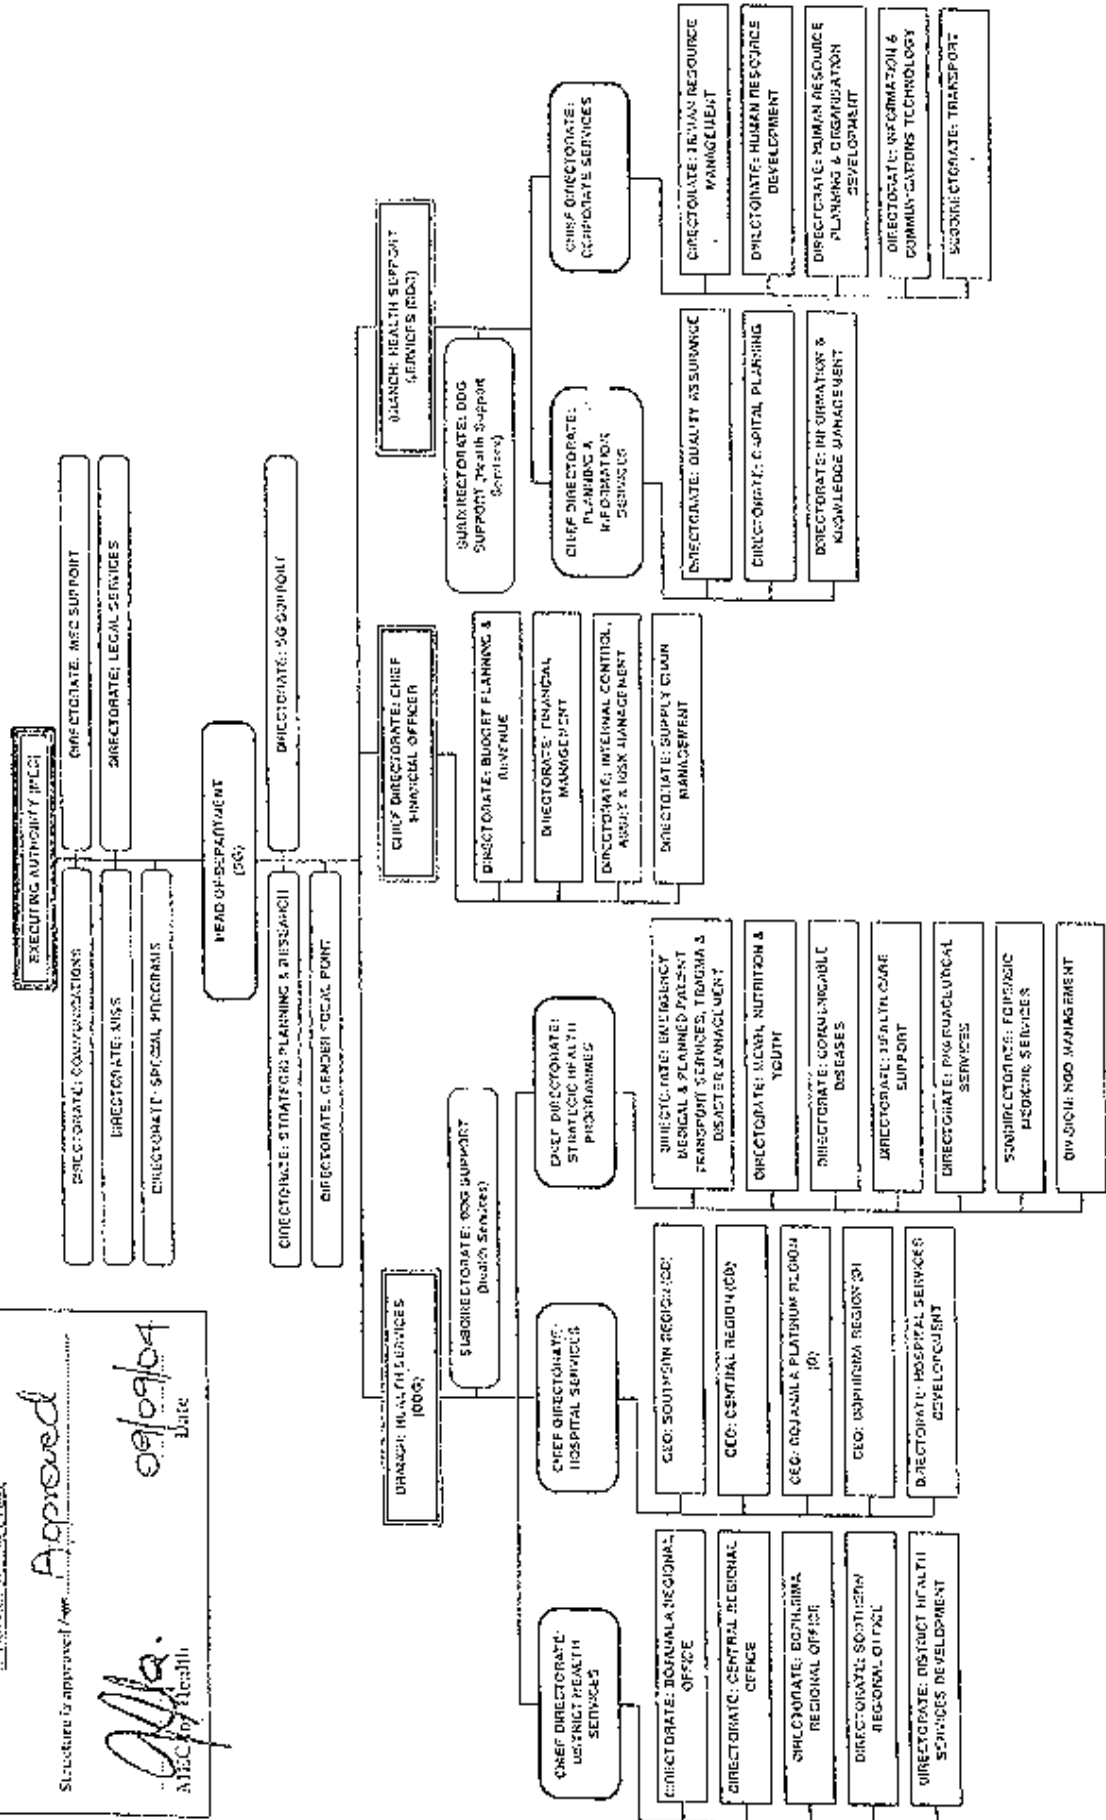 Structure is approved
Approved
09/09/04
MEC for Health
Date
EXECUTING AUTHORITY (MEC)
DIRECTORATE: COMMUNICATIONS
DIRECTORATE: MEC SUPPORT
DIRECTORATE: MISS
DIRECTORATE: LEGAL SERVICES
DIRECTORATE: SPECIAL PROGRAMS
HEAD OF DEPARTMENT
(SG)
DIRECTORATE: STRATEGIC PLANNING & RESEARCH
DIRECTORATE: SG SUPPORT
DIRECTORATE: GENDER FOCAL POINT
BRANCH: HEALTH SERVICES
(DDG)
SUBDIRECTORATE: DDG SUPPORT
(Health Services)
CHIEF DIRECTORATE:
DISTRICT HEALTH
SERVICES
DIRECTORATE: BOJANALA REGIONAL
OFFICE
DIRECTORATE: CENTRAL REGIONAL
OFFICE
DIRECTORATE: BOPHIRIMA
REGIONAL OFFICE
DIRECTORATE: SOUTHERN
REGIONAL OFFICE
DIRECTORATE: DISTRICT HEALTH
SERVICES DEVELOPMENT
CHIEF DIRECTORATE:
HOSPITAL SERVICES
CEO: SOUTHERN REGION (CD)
CEO: CENTRAL REGION (CD)
CEO: BOJANALA PLATINUM REGION
(D)
CEO: BOPHIRIMA REGION (D)
DIRECTORATE: HOSPITAL SERVICES
DEVELOPMENT
CHIEF DIRECTORATE:
STRATEGIC HEALTH
PROGRAMMES
DIRECTORATE: EMERGENCY
MEDICAL & PLANNED PATIENT
TRANSPORT SERVICES, TRAUMA &
DISASTER MANAGEMENT
DIRECTORATE: MCWH, NUTRITION &
YOUTH
DIRECTORATE: COMMUNICABLE
DISEASES
DIRECTORATE: HEALTH CARE
SUPPORT
DIRECTORATE: PHARMACEUTICAL
SERVICES
SUBDIRECTORATE: FORENSIC
MEDICINE SERVICES
DIVISION: NGO MANAGEMENT
CHIEF DIRECTORATE: CHIEF
FINANCIAL OFFICER
DIRECTORATE: BUDGET PLANNING &
REVENUE
DIRECTORATE: FINANCIAL
MANAGEMENT
DIRECTORATE: INTERNAL CONTROL,
ASSET & RISK MANAGEMENT
DIRECTORATE: SUPPLY CHAIN
MANAGEMENT
BRANCH: HEALTH SUPPORT
SERVICES (DDG)
SUBDIRECTORATE: DDG
SUPPORT (Health Support
Services)
CHIEF DIRECTORATE:
PLANNING &
INFORMATION
SERVICES
DIRECTORATE: QUALITY ASSURANCE
DIRECTORATE: CAPITAL PLANNING
DIRECTORATE: INFORMATION &
KNOWLEDGE MANAGEMENT
CHIEF DIRECTORATE:
CORPORATE SERVICES
DIRECTORATE: HUMAN RESOURCE
MANAGEMENT
DIRECTORATE: HUMAN RESOURCE
DEVELOPMENT
DIRECTORATE: HUMAN RESOURCE
PLANNING & ORGANISATION
DEVELOPMENT
DIRECTORATE: INFORMATION &
COMMUNICATIONS TECHNOLOGY
SUBDIRECTORATE: TRANSPORT